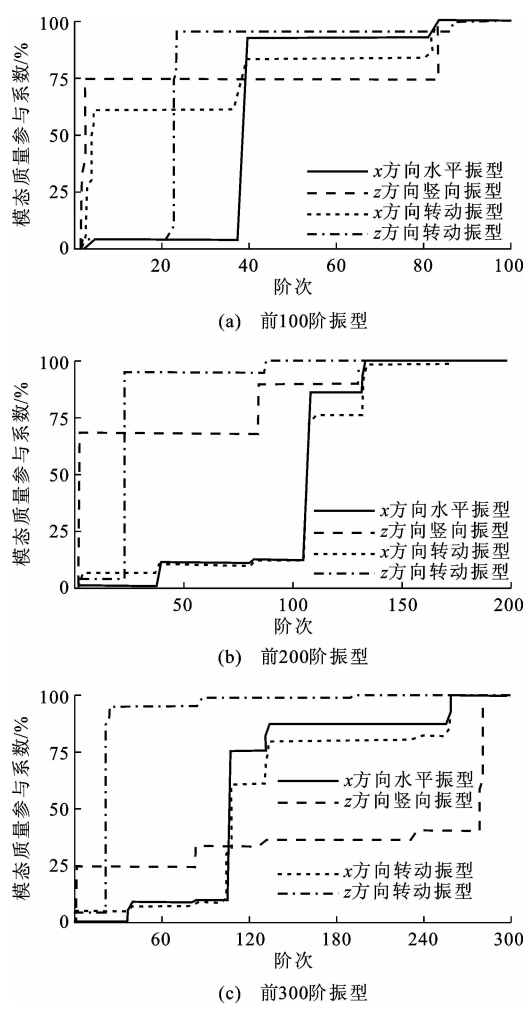 100
75
50
25
0
模态质量参与系数/%
x方向水平振型
z方向竖向振型
x方向转动振型
z方向转动振型
20 40 60 80 100
阶次
(a) 前100阶振型
100
75
50
25
0
模态质量参与系数/%
x方向水平振型
z方向竖向振型
x方向转动振型
z方向转动振型
50 100 150 200
阶次
(b) 前200阶振型
100
75
50
25
0
模态质量参与系数/%
x方向水平振型
z方向竖向振型
x方向转动振型
z方向转动振型
60 120 180 240 300
阶次
(c) 前300阶振型